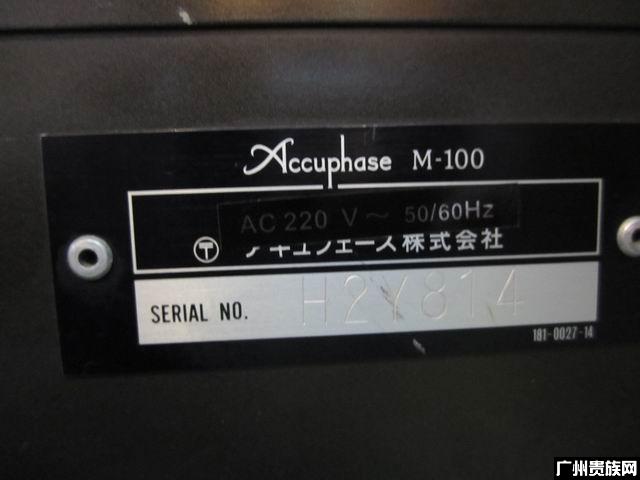 Accuphase M-100
AC 220 V~ 50/60Hz
〒 アキュフェーズ株式会社
SERIAL NO. H2Y814
181-0027-14
广州贵族网